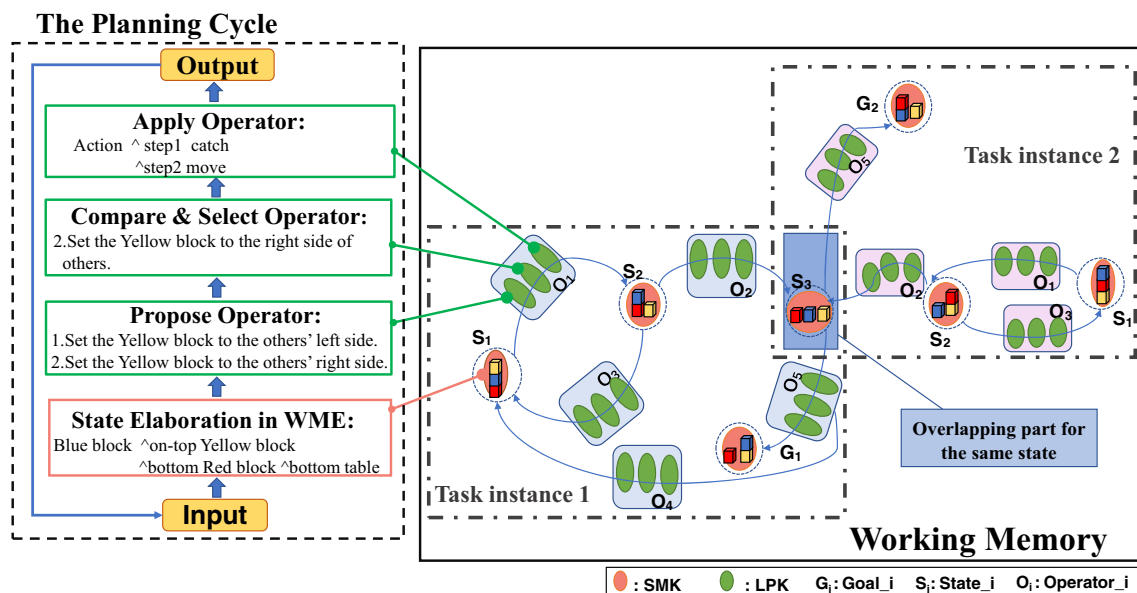 The Planning Cycle
Output
Apply Operator:
Action ^ step1 catch
^step2 move
Compare & Select Operator:
2.Set the Yellow block to the right side of
others.
Propose Operator:
1.Set the Yellow block to the others' left side.
2.Set the Yellow block to the others' right side.
State Elaboration in WME:
Blue block ^on-top Yellow block
^bottom Red block ^bottom table
Input
G₂
O₅
Task instance 2
O₁
S₂
O₂
S₃
O₂
O₁
S₁
S₂
O₃
S₁
O₃
O₅
G₁
O₄
Task instance 1
Overlapping part for
the same state
Working Memory
: SMK : LPK Gᵢ: Goal_i Sᵢ: State_i Oᵢ: Operator_i